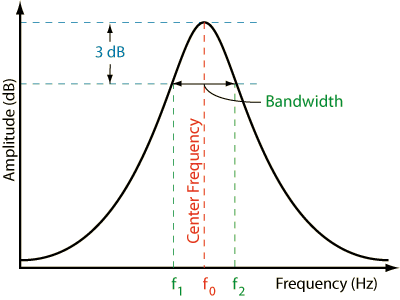 3 dB
Bandwidth
Amplitude (dB)
Center Frequency
f1 f0 f2 Frequency (Hz)